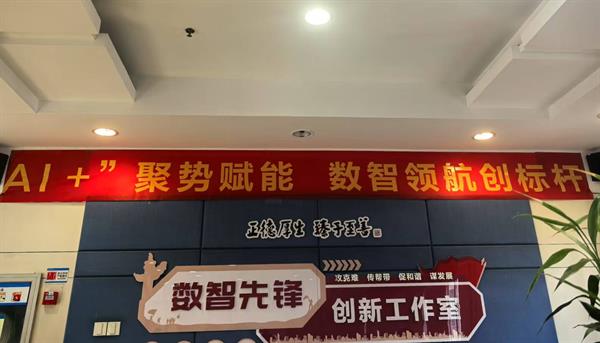 AI+” 聚势赋能 数智领航创标杆
正德厚生 臻于至善
攻克难 传帮带 促和谐 谋发展
数智先锋
创新工作室